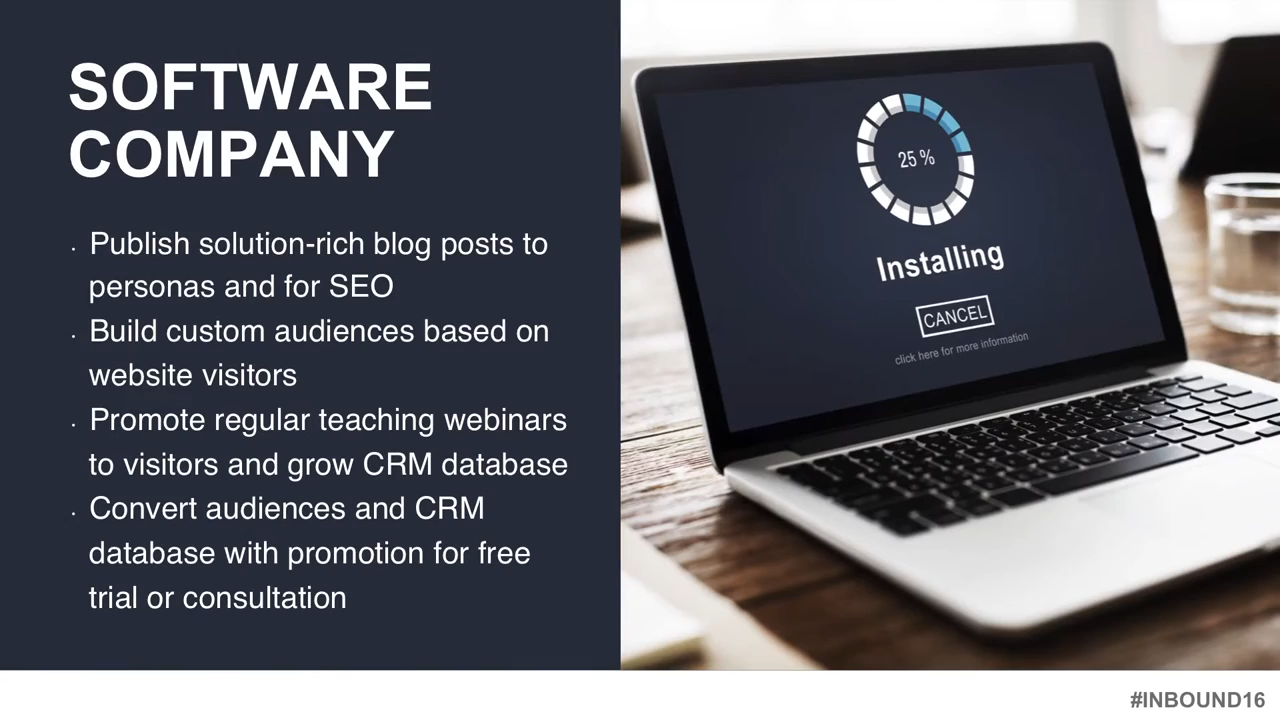 SOFTWARE
COMPANY
· Publish solution-rich blog posts to
personas and for SEO
· Build custom audiences based on
website visitors
· Promote regular teaching webinars
to visitors and grow CRM database
· Convert audiences and CRM
database with promotion for free
trial or consultation
25 %
Installing
CANCEL
click here for more information
#INBOUND16